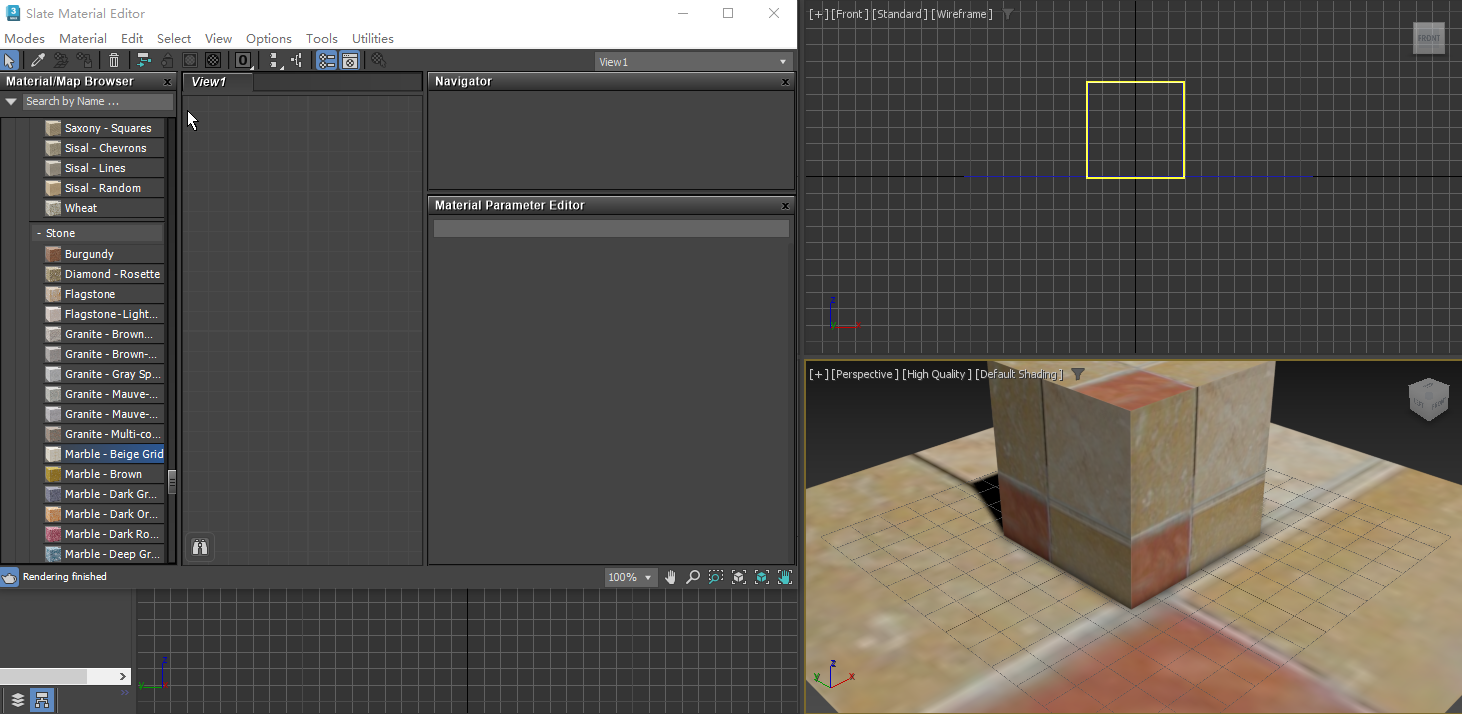 Slate Material Editor
Modes Material Edit Select View Options Tools Utilities
0
View1
Material/Map Browser x
Search by Name ...
Saxony - Squares
Sisal - Chevrons
Sisal - Lines
Sisal - Random
Wheat
- Stone
Burgundy
Diamond - Rosette
Flagstone
Flagstone-Light...
Granite - Brown...
Granite - Brown-...
Granite - Gray Sp...
Granite - Mauve-...
Granite - Mauve-...
Granite - Multi-co...
Marble - Beige Grid
Marble - Brown
Marble - Dark Gr...
Marble - Dark Or...
Marble - Dark Ro...
Marble - Deep Gr...
View1
Navigator x
Material Parameter Editor x
Rendering finished
100%
z
y
[+] [Front ] [Standard ] [Wireframe ]
FRONT
z
y x
[+] [Perspective ] [High Quality ] [Default Shading ]
FRONT
z
y x